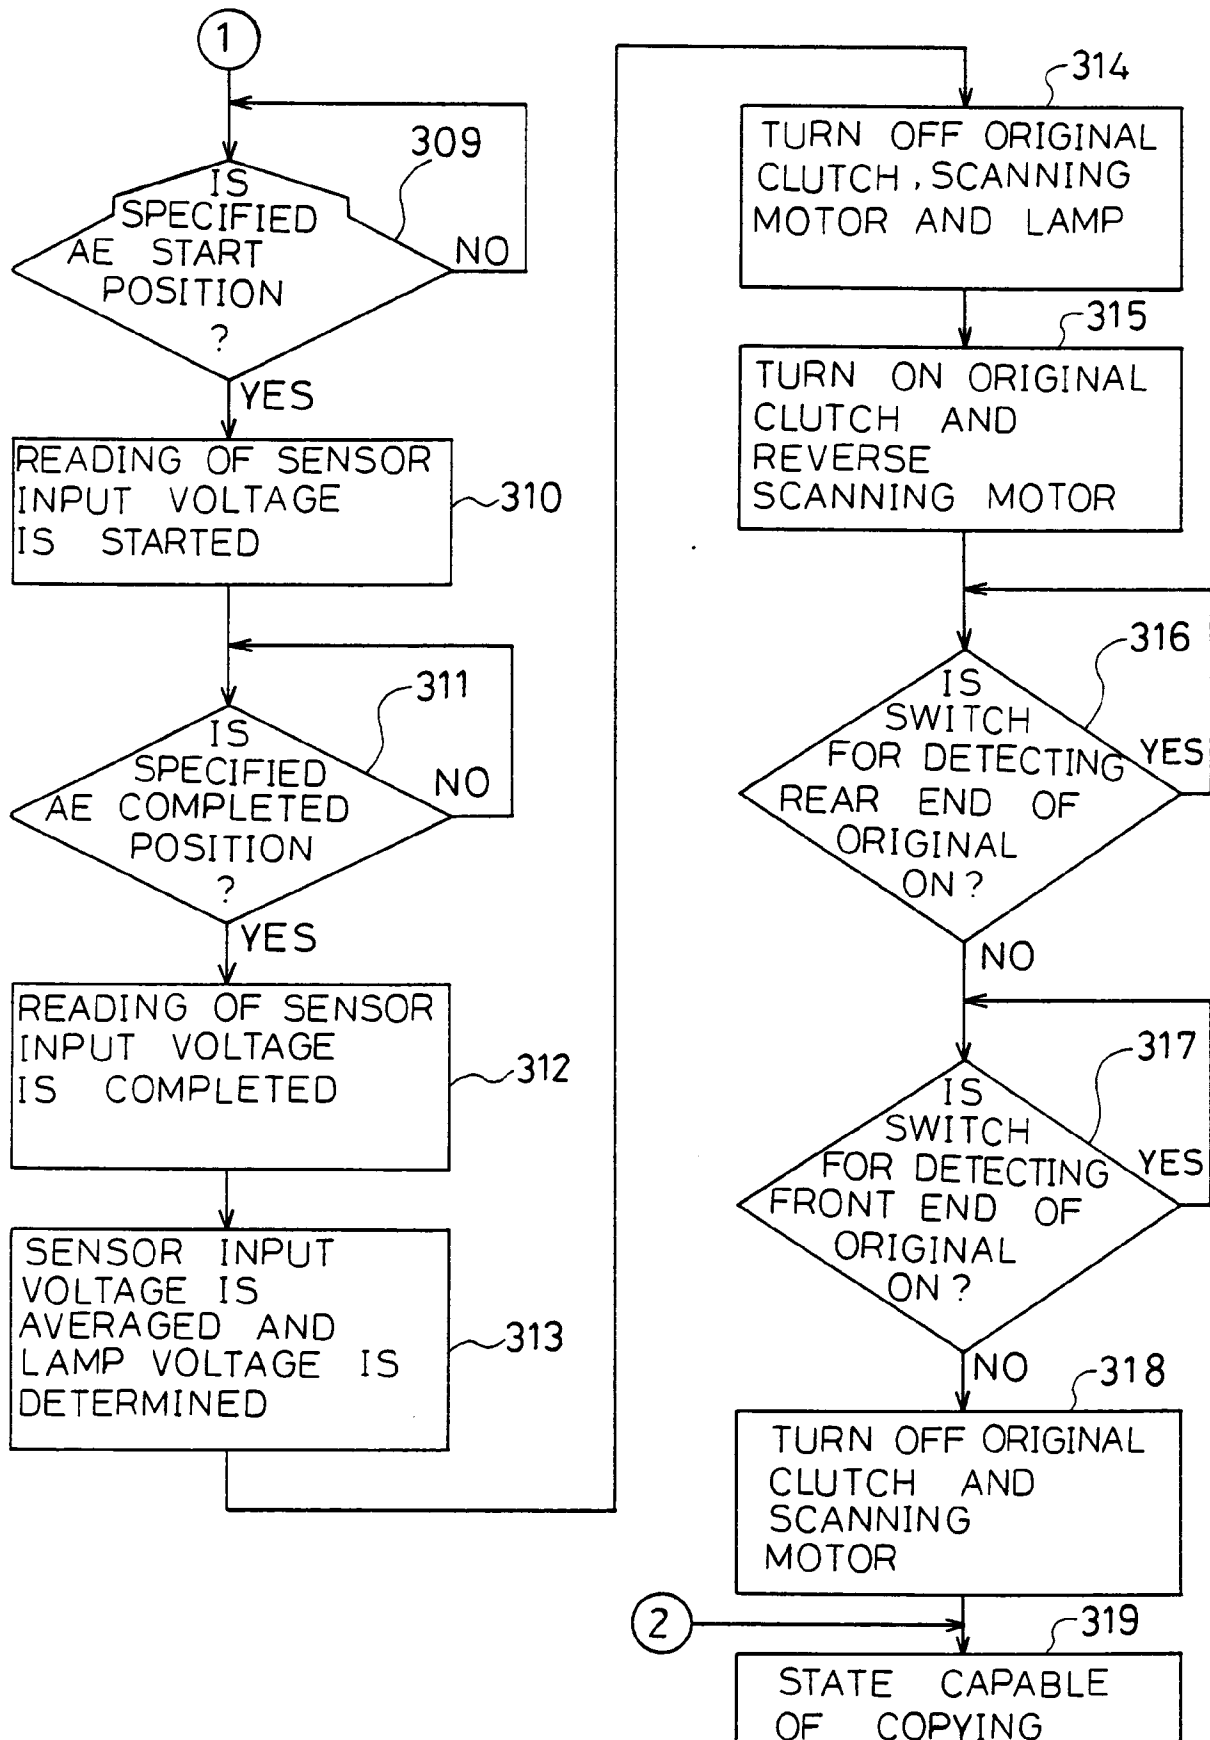 1
309
IS
SPECIFIED
AE START
POSITION
?
NO
YES
READING OF SENSOR
INPUT VOLTAGE
IS STARTED
310
311
IS
SPECIFIED
AE COMPLETED
POSITION
?
NO
YES
READING OF SENSOR
INPUT VOLTAGE
IS COMPLETED
312
SENSOR INPUT
VOLTAGE IS
AVERAGED AND
LAMP VOLTAGE IS
DETERMINED
313
314
TURN OFF ORIGINAL
CLUTCH, SCANNING
MOTOR AND LAMP
315
TURN ON ORIGINAL
CLUTCH AND
REVERSE
SCANNING MOTOR
316
IS
SWITCH
FOR DETECTING
REAR END OF
ORIGINAL
ON?
YES
NO
317
IS
SWITCH
FOR DETECTING
FRONT END OF
ORIGINAL
ON?
YES
NO
318
TURN OFF ORIGINAL
CLUTCH AND
SCANNING
MOTOR
2
319
STATE CAPABLE
OF COPYING